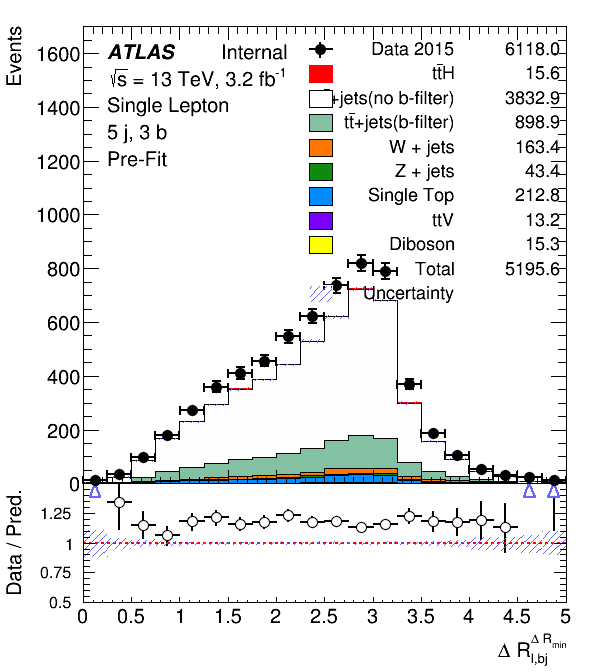 Events
1600
1400
1200
1000
800
600
400
200
0
ATLAS Internal
√s = 13 TeV, 3.2 fb⁻¹
Single Lepton
5 j, 3 b
Pre-Fit
Data 2015 6118.0
tt̄H 15.6
+jets(no b-filter) 3832.9
tt̄+jets(b-filter) 898.9
W + jets 163.4
Z + jets 43.4
Single Top 212.8
ttV 13.2
Diboson 15.3
Total 5195.6
Uncertainty
Data / Pred.
1.25
1
0.75
0.5
0 0.5 1 1.5 2 2.5 3 3.5 4 4.5 5
Δ R l,bj Δ R min